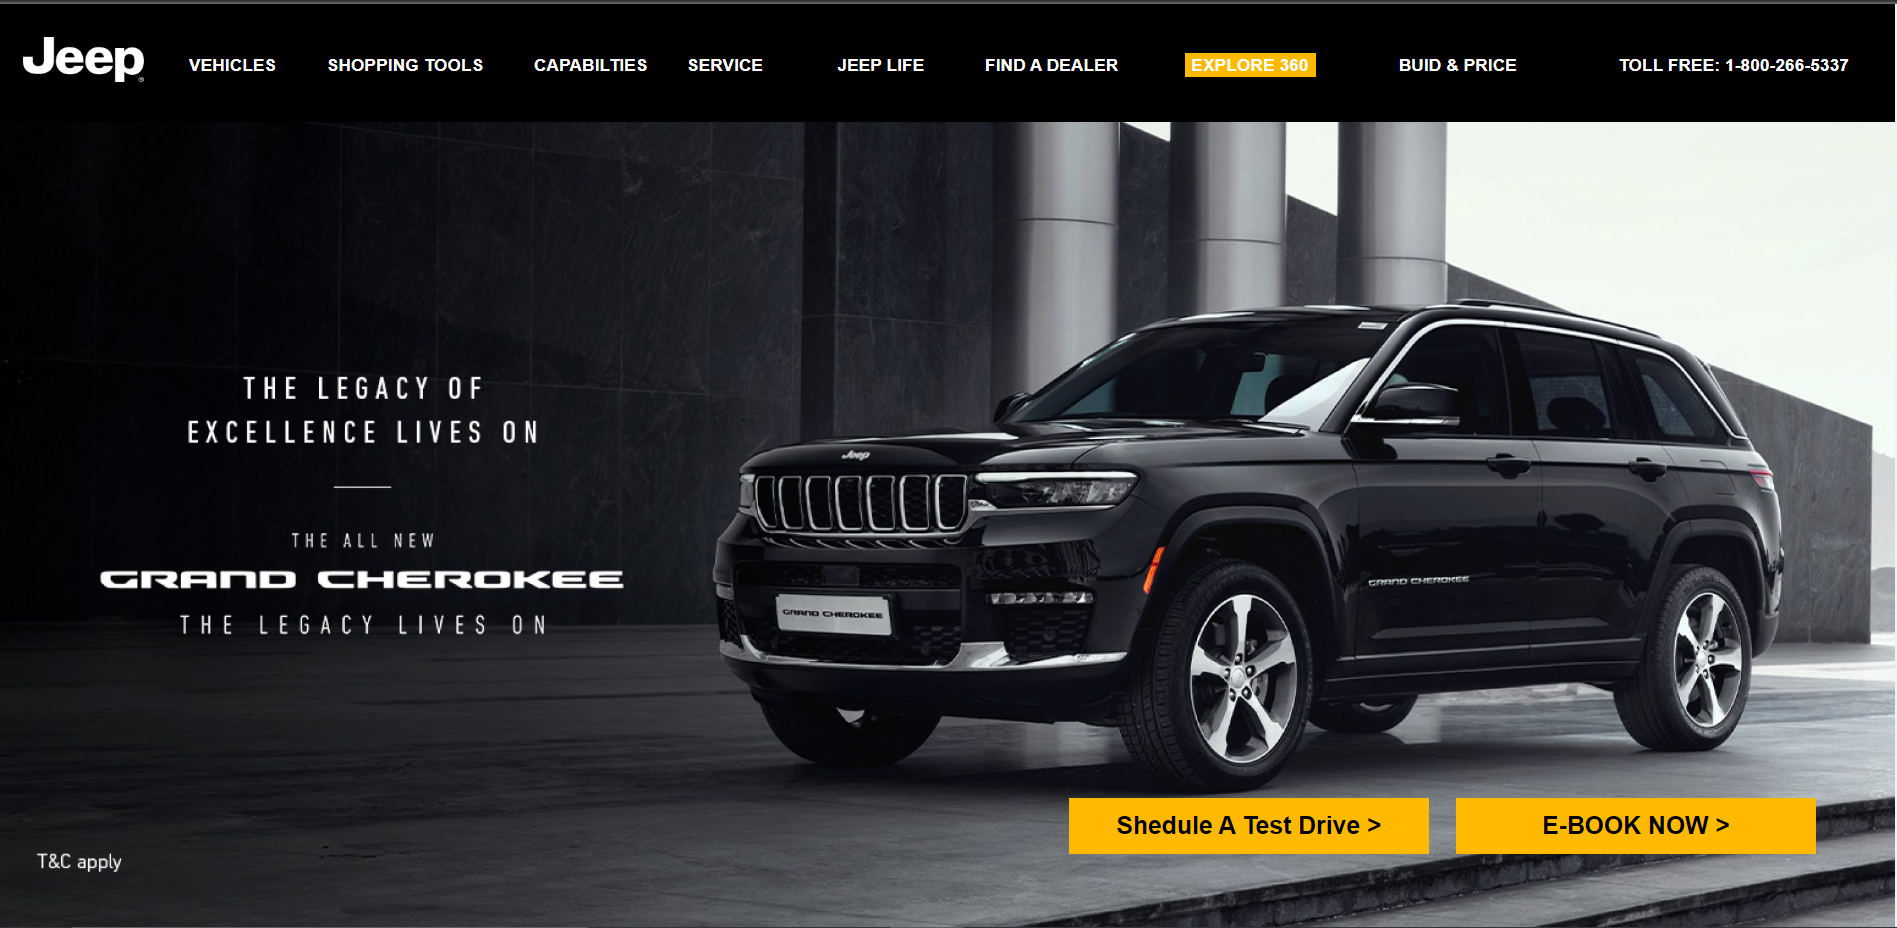 Jeep
VEHICLES
SHOPPING TOOLS
CAPABILTIES
SERVICE
JEEP LIFE
FIND A DEALER
EXPLORE 360
BUID & PRICE
TOLL FREE: 1-800-266-5337
THE LEGACY OF
EXCELLENCE LIVES ON
THE ALL NEW
GRAND CHEROKEE
THE LEGACY LIVES ON
Jeep
GRAND CHEROKEE
GRAND CHEROKEE
Shedule A Test Drive >
E-BOOK NOW >
T&C apply